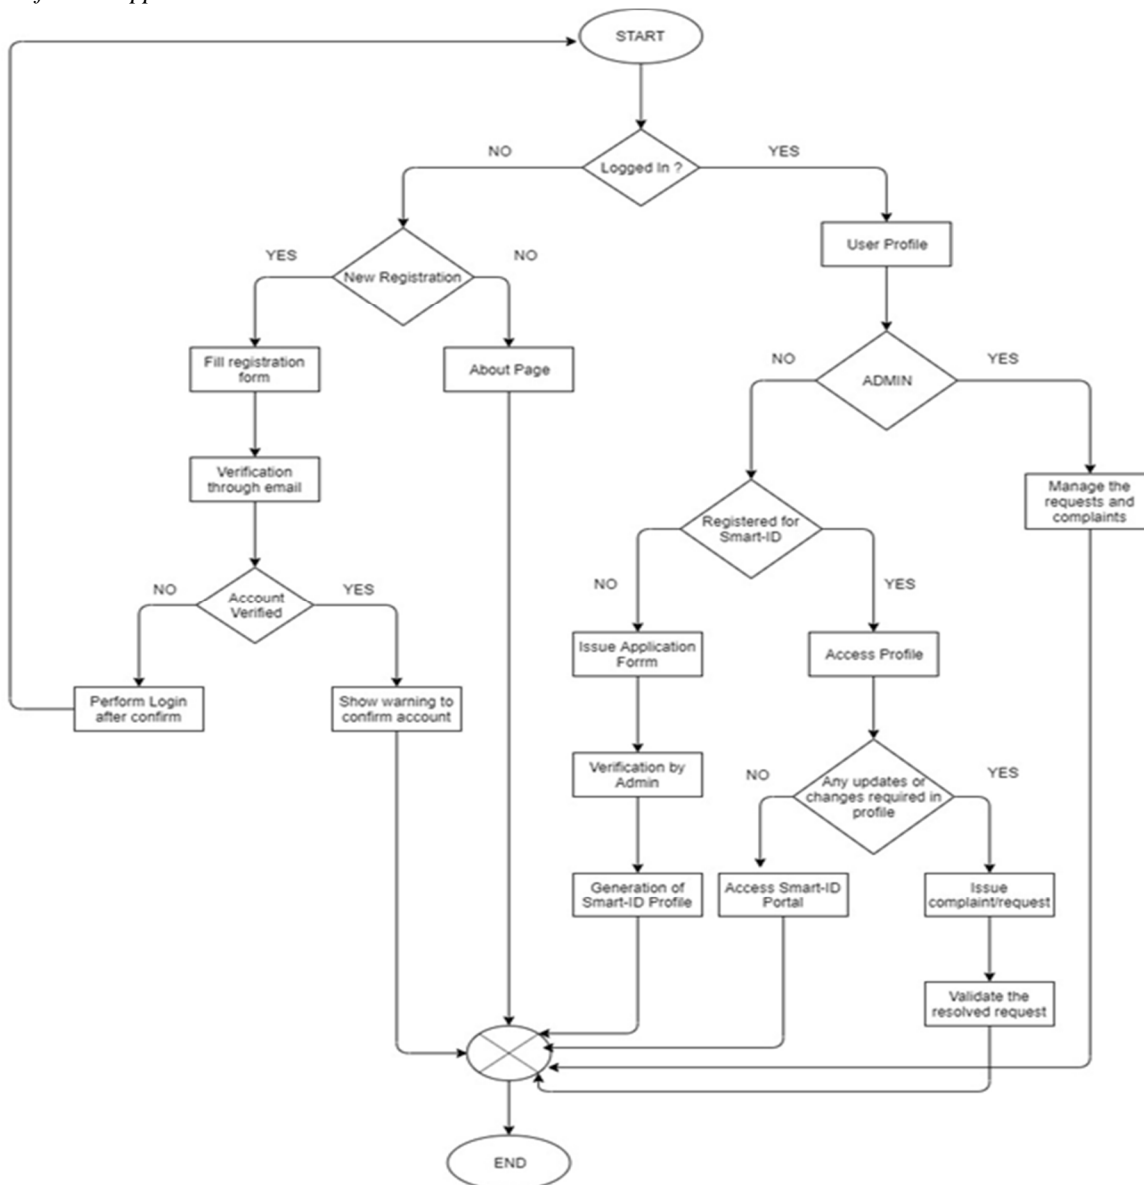 START
Logged In ?
NO
YES
User Profile
New Registration
YES
NO
Fill registration
form
About Page
ADMIN
NO
YES
Verification
through email
Manage the
requests and
complaints
Registered for
Smart-ID
NO
YES
Account
Verified
NO
YES
Issue Application
Forrm
Access Profile
Perform Login
after confirm
Show warning to
confirm account
Verification by
Admin
Any updates or
changes required in
profile
NO
YES
Generation of
Smart-ID Profile
Access Smart-ID
Portal
Issue
complaint/request
Validate the
resolved request
END